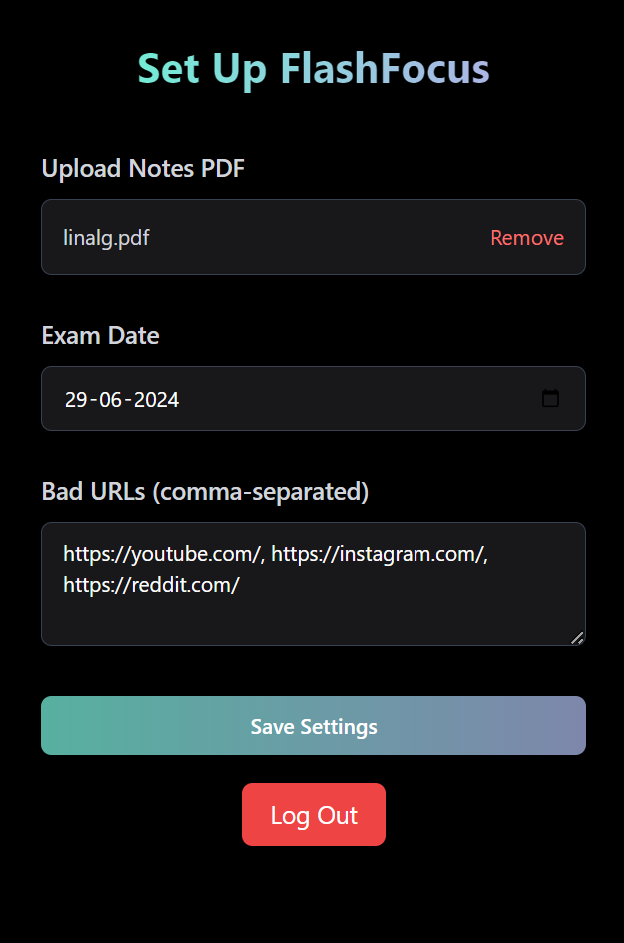 Set Up FlashFocus
Upload Notes PDF
linalg.pdf Remove
Exam Date
29-06-2024
Bad URLs (comma-separated)
https://youtube.com/, https://instagram.com/,
https://reddit.com/
Save Settings
Log Out